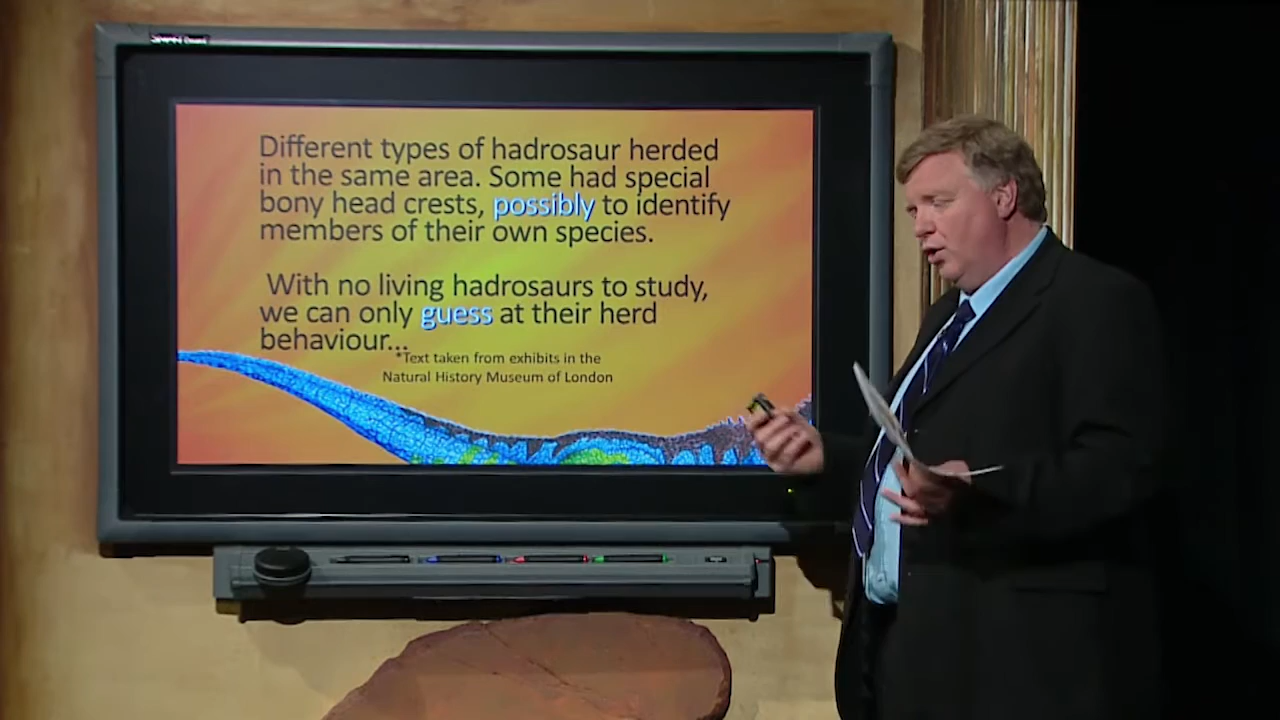 Different types of hadrosaur herded
in the same area. Some had special
bony head crests, possibly to identify
members of their own species.
With no living hadrosaurs to study,
we can only guess at their herd
behaviour...
*Text taken from exhibits in the
Natural History Museum of London